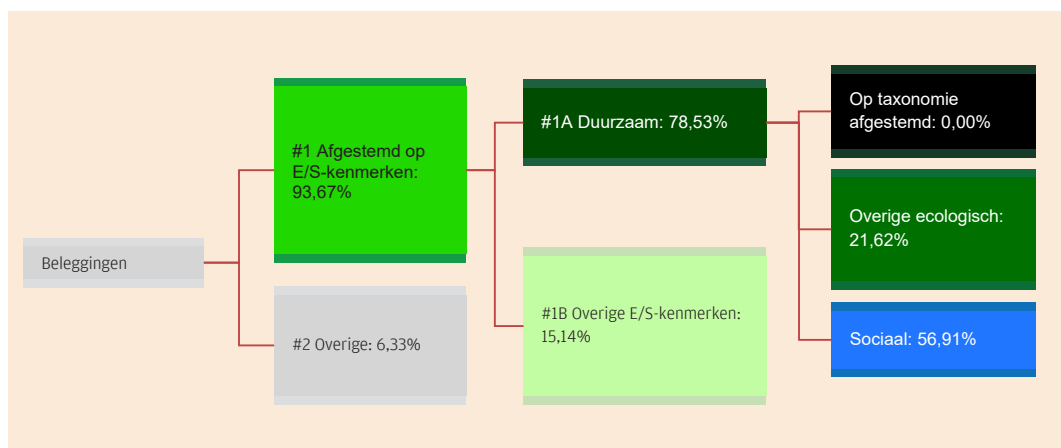 Beleggingen
#1 Afgestemd op
E/S-kenmerken:
93,67%
#2 Overige: 6,33%
#1A Duurzaam: 78,53%
#1B Overige E/S-kenmerken:
15,14%
Op taxonomie
afgestemd: 0,00%
Overige ecologisch:
21,62%
Sociaal: 56,91%